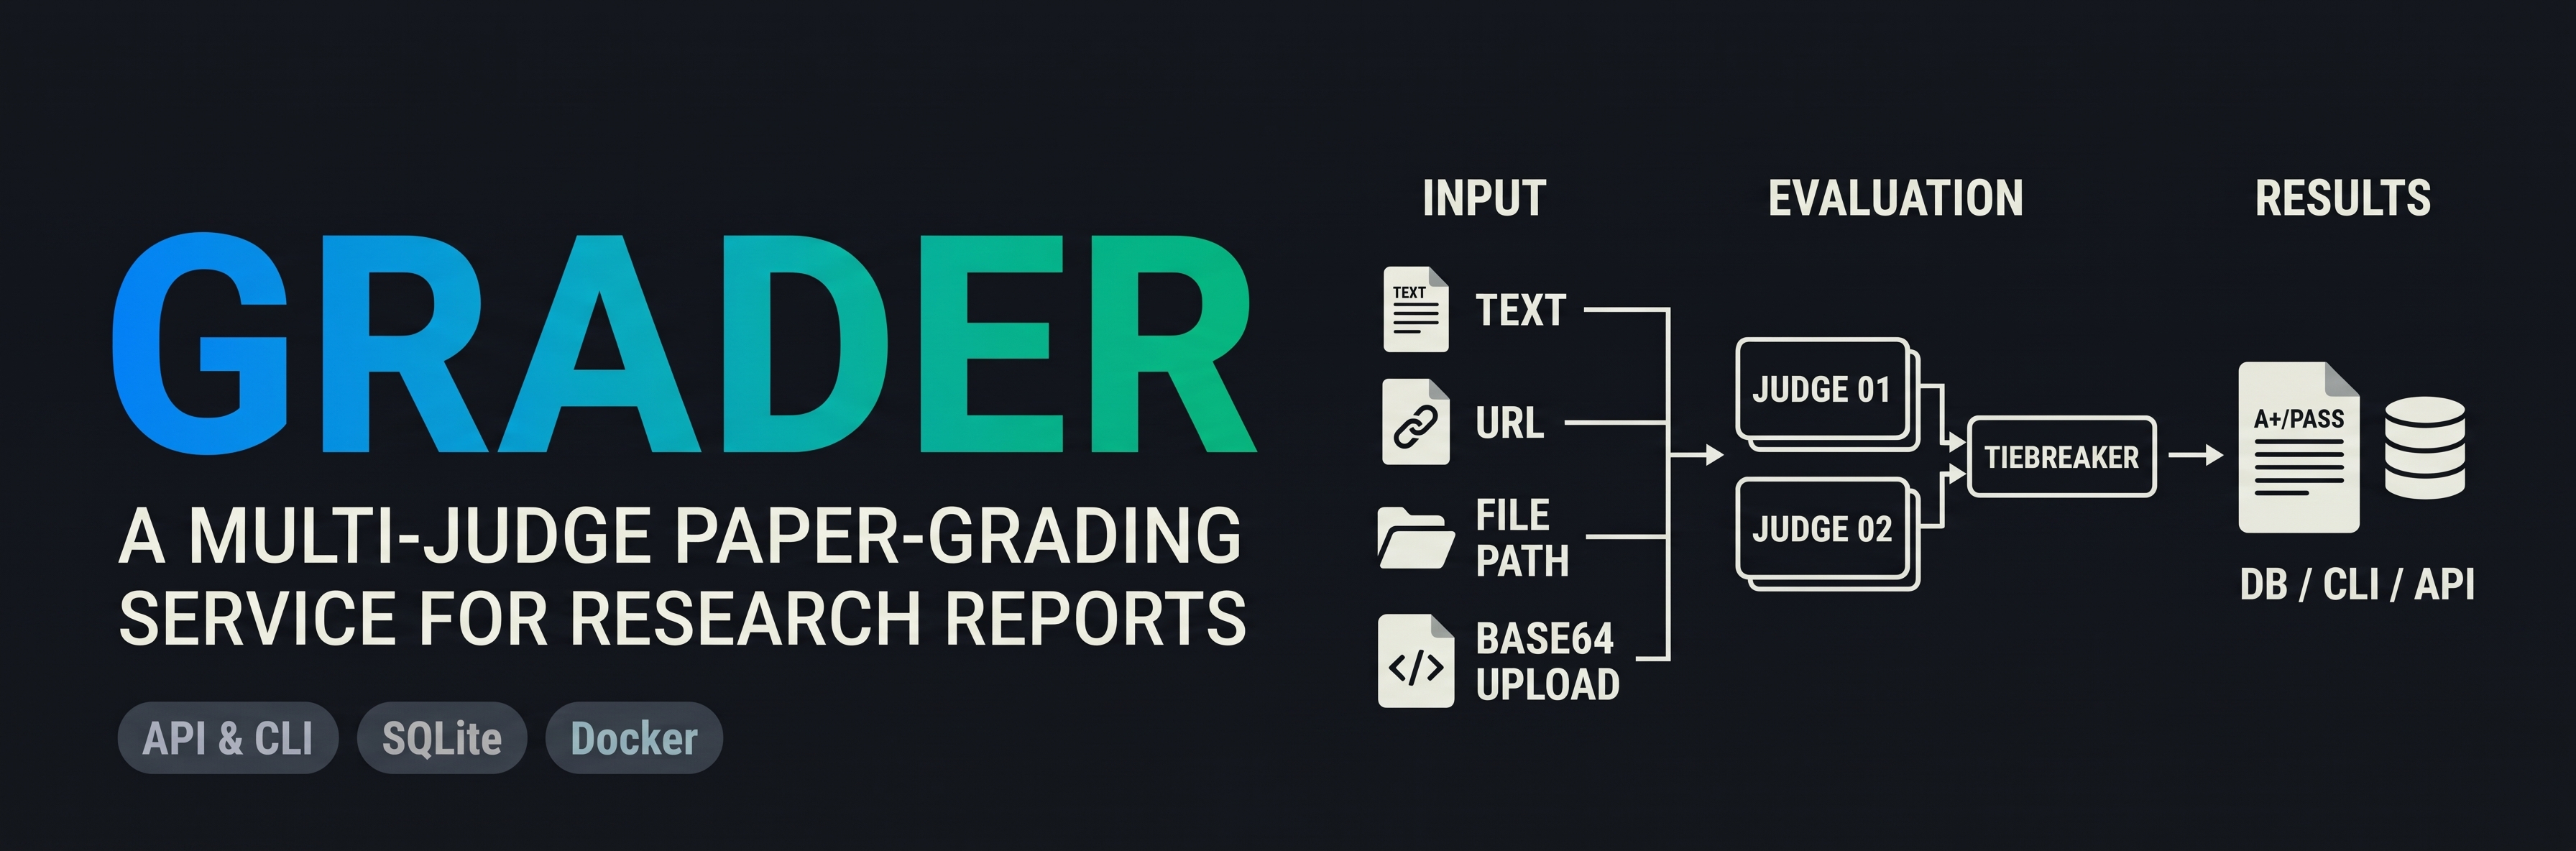 GRADER
A MULTI-JUDGE PAPER-GRADING
SERVICE FOR RESEARCH REPORTS
API & CLI
SQLite
Docker
INPUT
TEXT
TEXT
URL
FILE
PATH
BASE64
UPLOAD
</>
EVALUATION
JUDGE 01
JUDGE 02
TIEBREAKER
RESULTS
A+/PASS
DB / CLI / API